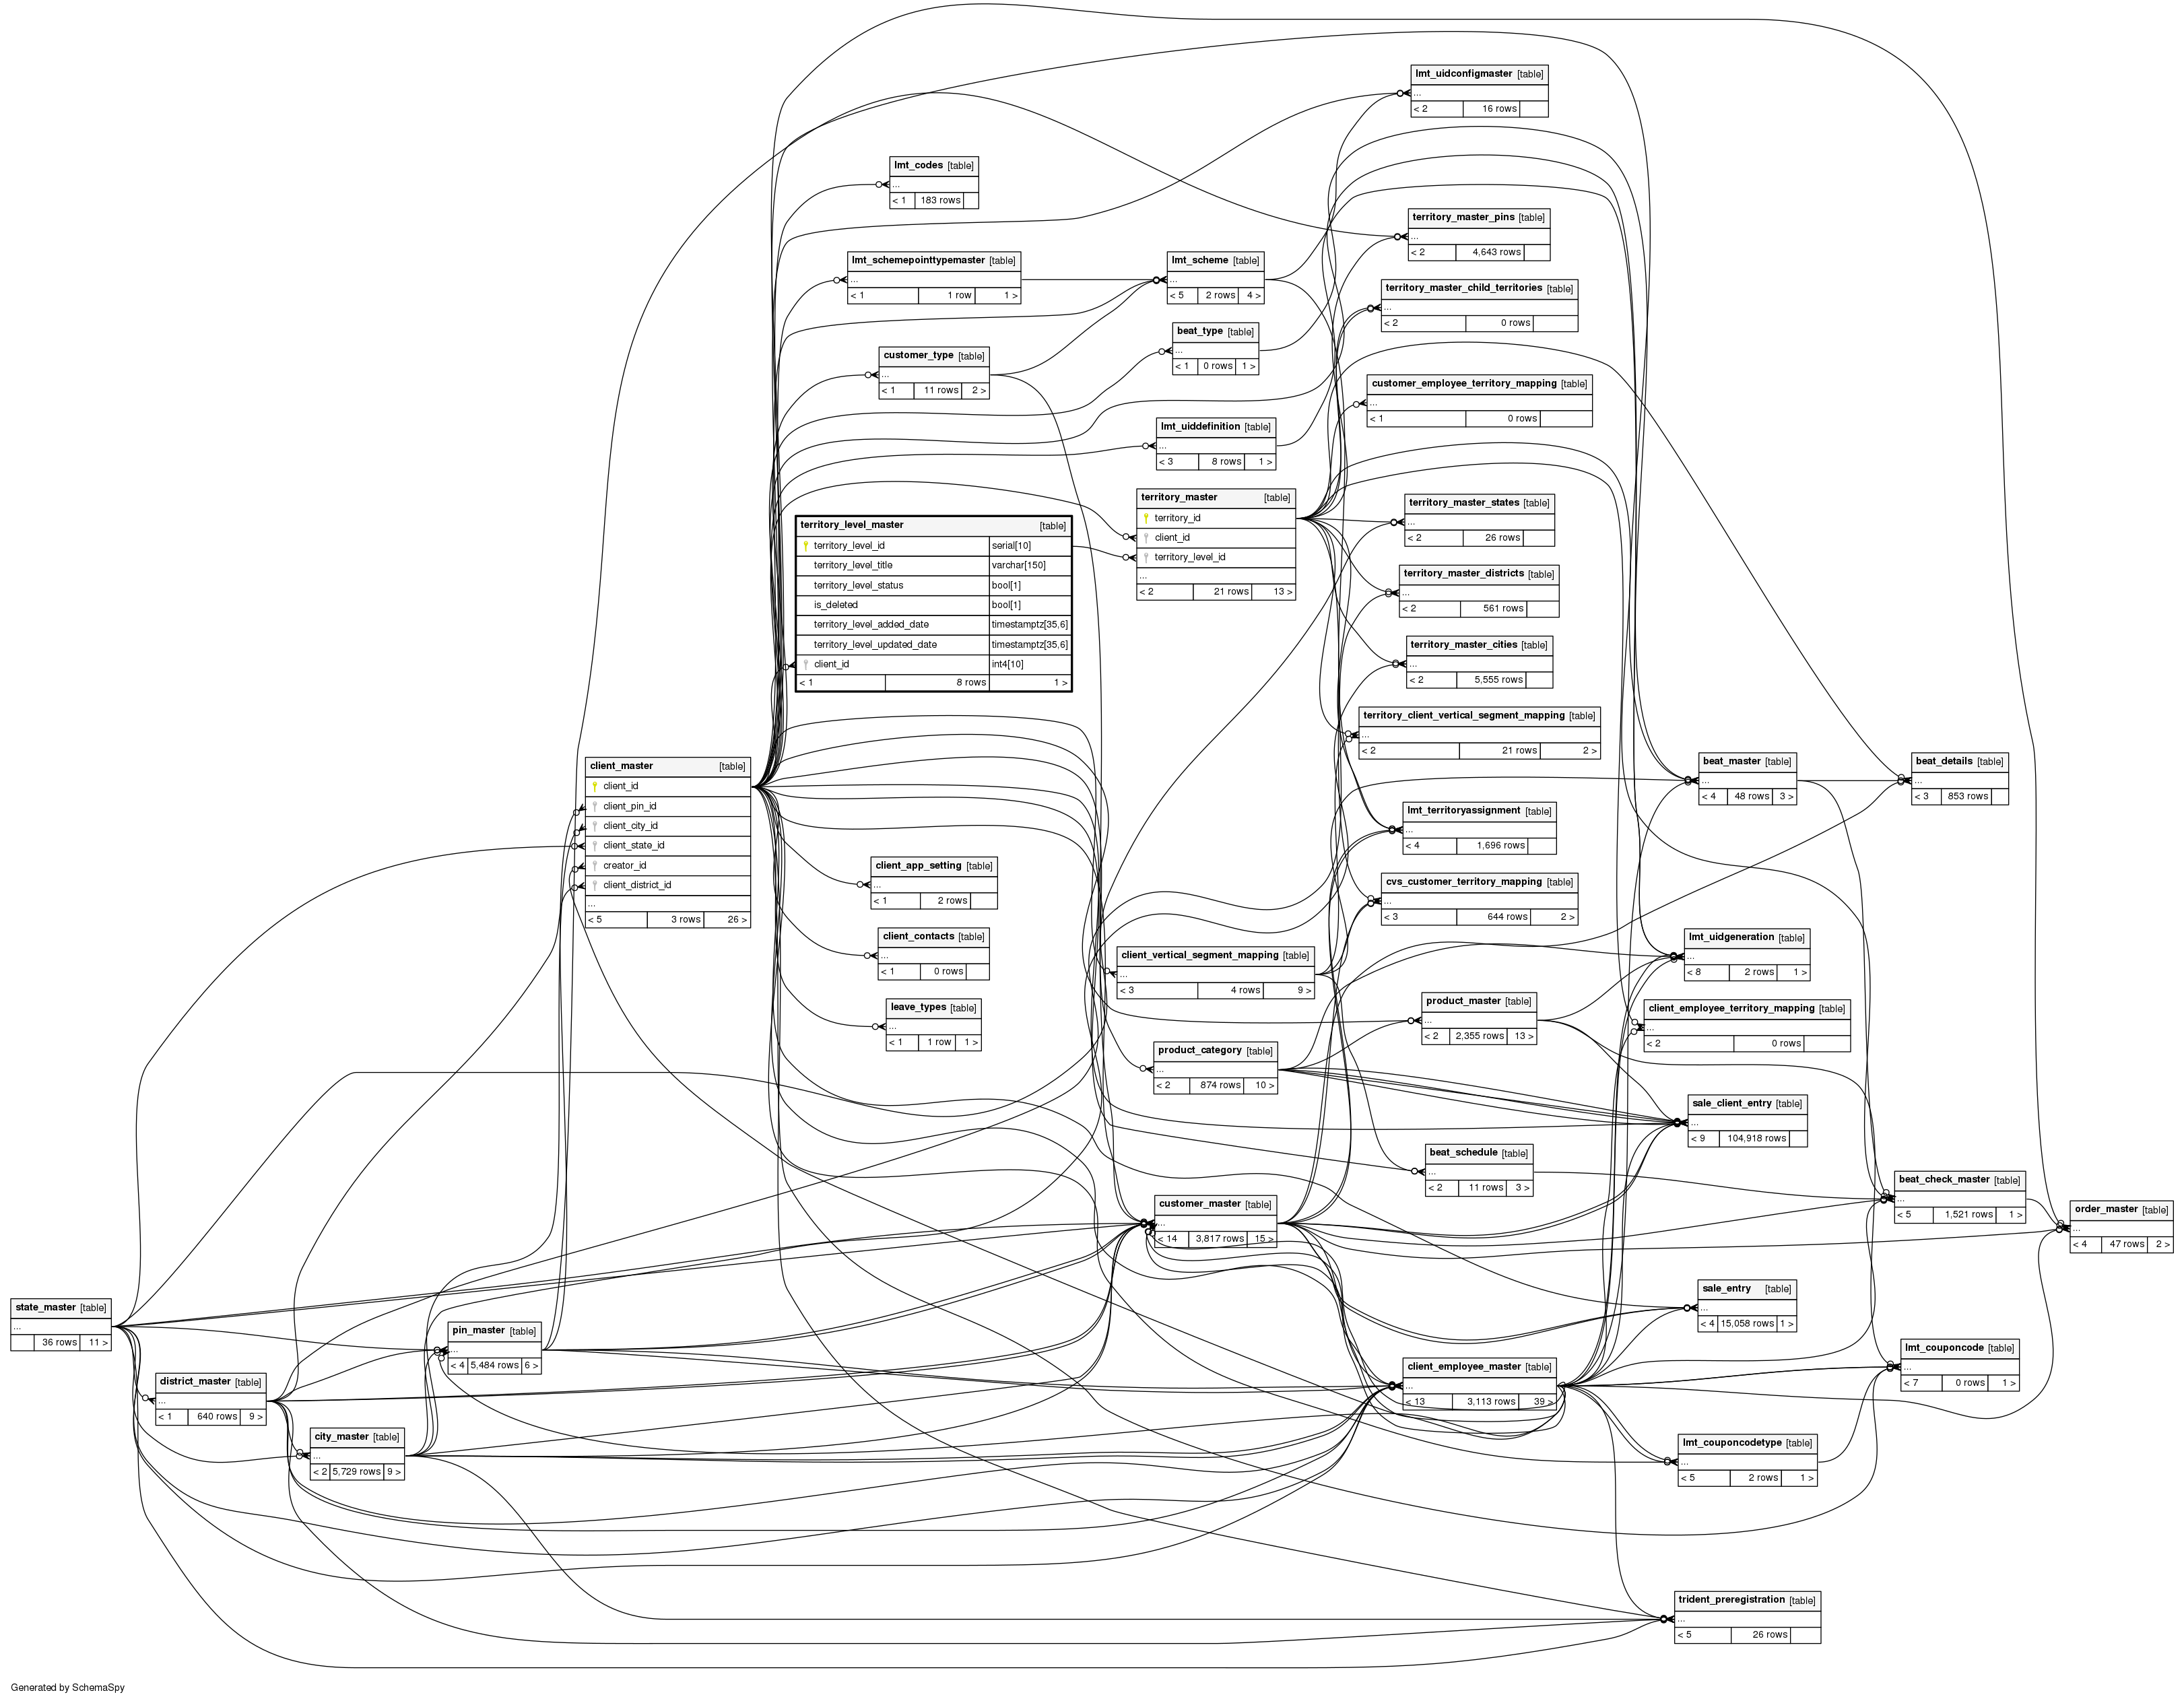 lmt_uidconfigmaster [table]
...
< 2 16 rows
lmt_codes [table]
...
< 1 183 rows
territory_master_pins [table]
...
< 2 4,643 rows
lmt_schemepointtypemaster [table]
...
< 1 1 row 1 >
lmt_scheme [table]
...
< 5 2 rows 4 >
territory_master_child_territories [table]
...
< 2 0 rows
beat_type [table]
...
< 1 0 rows 1 >
customer_type [table]
...
< 1 11 rows 2 >
customer_employee_territory_mapping [table]
...
< 1 0 rows
lmt_uiddefinition [table]
...
< 3 8 rows 1 >
territory_master [table]
territory_id
client_id
territory_level_id
...
< 2 21 rows 13 >
territory_level_master [table]
territory_level_id serial[10]
territory_level_title varchar[150]
territory_level_status bool[1]
is_deleted bool[1]
territory_level_added_date timestamptz[35,6]
territory_level_updated_date timestamptz[35,6]
client_id int4[10]
< 1 8 rows 1 >
territory_master_states [table]
...
< 2 26 rows
territory_master_districts [table]
...
< 2 561 rows
territory_master_cities [table]
...
< 2 5,555 rows
territory_client_vertical_segment_mapping [table]
...
< 2 21 rows 2 >
client_master [table]
client_id
client_pin_id
client_city_id
client_state_id
creator_id
client_district_id
...
< 5 3 rows 26 >
beat_master [table]
...
< 4 48 rows 3 >
beat_details [table]
...
< 3 853 rows
lmt_territoryassignment [table]
...
< 4 1,696 rows
client_app_setting [table]
...
< 1 2 rows
cvs_customer_territory_mapping [table]
...
< 3 644 rows 2 >
client_contacts [table]
...
< 1 0 rows
client_vertical_segment_mapping [table]
...
< 3 4 rows 9 >
lmt_uidgeneration [table]
...
< 8 2 rows 1 >
leave_types [table]
...
< 1 1 row 1 >
product_master [table]
...
< 2 2,355 rows 13 >
client_employee_territory_mapping [table]
...
< 2 0 rows
product_category [table]
...
< 2 874 rows 10 >
sale_client_entry [table]
...
< 9 104,918 rows
beat_schedule [table]
...
< 2 11 rows 3 >
beat_check_master [table]
...
< 5 1,521 rows 1 >
customer_master [table]
...
< 14 3,817 rows 15 >
order_master [table]
...
< 4 47 rows 2 >
sale_entry [table]
...
< 4 15,058 rows 1 >
state_master [table]
...
36 rows 11 >
pin_master [table]
...
< 4 5,484 rows 6 >
lmt_couponcode [table]
...
< 7 0 rows 1 >
client_employee_master [table]
...
< 13 3,113 rows 39 >
district_master [table]
...
< 1 640 rows 9 >
city_master [table]
...
< 2 5,729 rows 9 >
lmt_couponcodetype [table]
...
< 5 2 rows 1 >
trident_preregistration [table]
...
< 5 26 rows
Generated by SchemaSpy